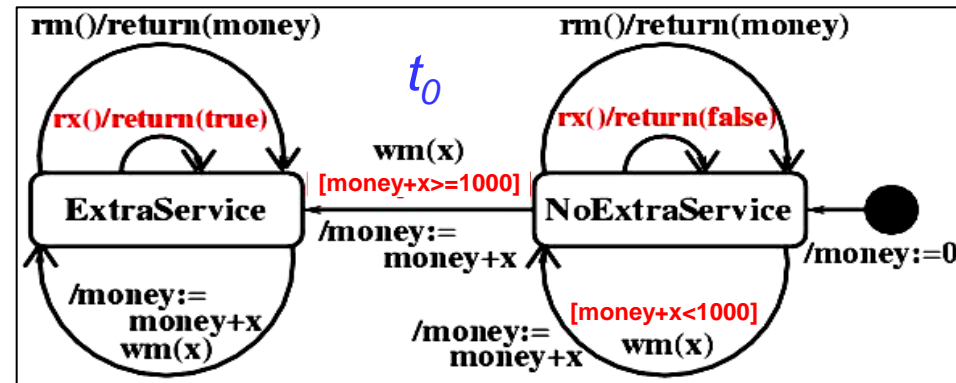 rm()/return(money)
rm()/return(money)
t0
rx()/return(true)
rx()/return(false)
wm(x)
[money+x>=1000]
ExtraService
NoExtraService
/money:=
money+x
/money:=0
/money:=
money+x
wm(x)
[money+x<1000]
/money:=
money+x
wm(x)